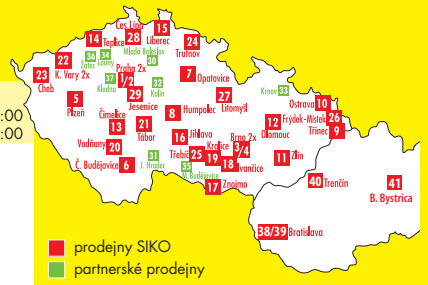 Čes. Lípa
15
28
Liberec
14
Teplice
24
Trutnov
22
36
34
Mladá Boleslav
K. Vary 2x
Žatec
Louny
30
23
Cheb
37
Kladno
Praha 2x
1/2
7
Opatovice
32
Kolín
5
Plzeň
29
Jesenice
27
Litomyšl
Krnov
33
Ostrava
10
:00
:00
Čimelice
13
8
Humpolec
12
Olomouc
Frýdek-Místek
26
Třinec
9
21
Tábor
16
Jihlava
Vodňany
20
Kralice
Brno 2x
3/4
Č. Budějovice
6
31
J. Hradec
Třebíč
25
19
18
Ivančice
11
Zlín
35
M. Budějovice
17
Znojmo
40
Trenčín
41
B. Bystrica
38/39
Bratislava
prodejny SIKO
partnerské prodejny